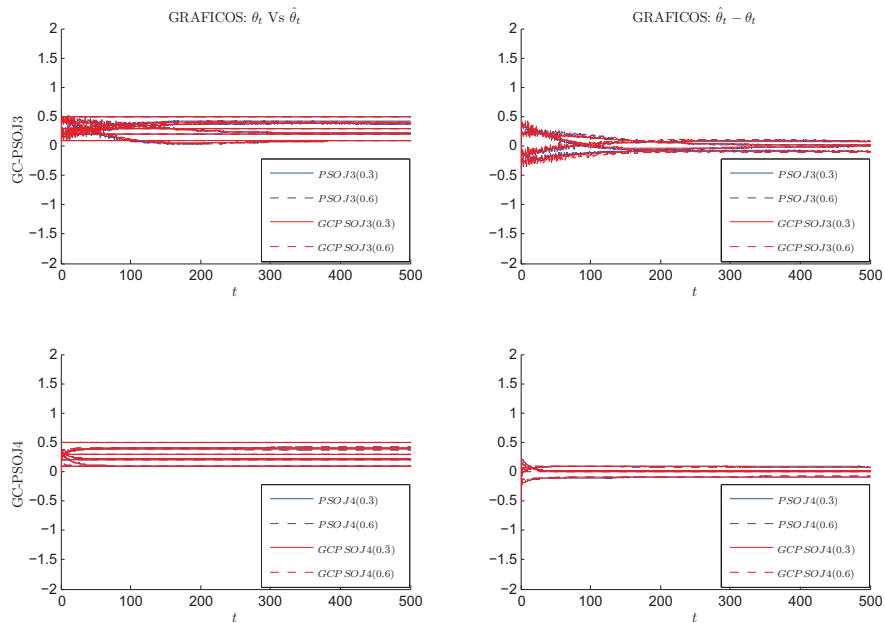 GRAFICOS: θ_t Vs θ̂_t
GC-PSOJ3
2
1.5
1
0.5
0
−0.5
−1
−1.5
−2
0 100 200 300 400 500
t
PSOJ3(0.3)
PSOJ3(0.6)
GCPSOJ3(0.3)
GCPSOJ3(0.6)
GRAFICOS: θ̂_t − θ_t
2
1.5
1
0.5
0
−0.5
−1
−1.5
−2
0 100 200 300 400 500
t
PSOJ3(0.3)
PSOJ3(0.6)
GCPSOJ3(0.3)
GCPSOJ3(0.6)
GC-PSOJ4
2
1.5
1
0.5
0
−0.5
−1
−1.5
−2
0 100 200 300 400 500
t
PSOJ4(0.3)
PSOJ4(0.6)
GCPSOJ4(0.3)
GCPSOJ4(0.6)
2
1.5
1
0.5
0
−0.5
−1
−1.5
−2
0 100 200 300 400 500
t
PSOJ4(0.3)
PSOJ4(0.6)
GCPSOJ4(0.3)
GCPSOJ4(0.6)